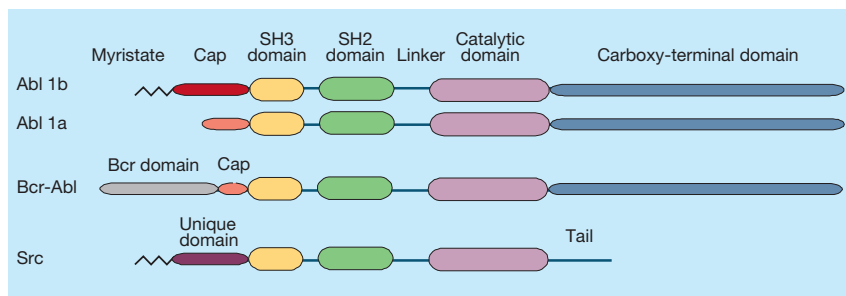 Myristate Cap SH3 domain SH2 domain Linker Catalytic domain Carboxy-terminal domain
Abl 1b
Abl 1a
Bcr domain Cap
Bcr-Abl
Unique domain
Tail
Src